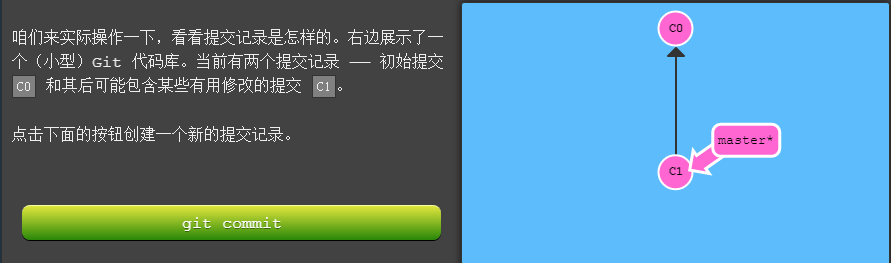 咱们来实际操作一下，看看提交记录是怎样的。右边展示了一
个（小型）Git 代码库。当前有两个提交记录 —— 初始提交
C0 和其后可能包含某些有用修改的提交 C1。
点击下面的按钮创建一个新的提交记录。
git commit
C0
master*
C1